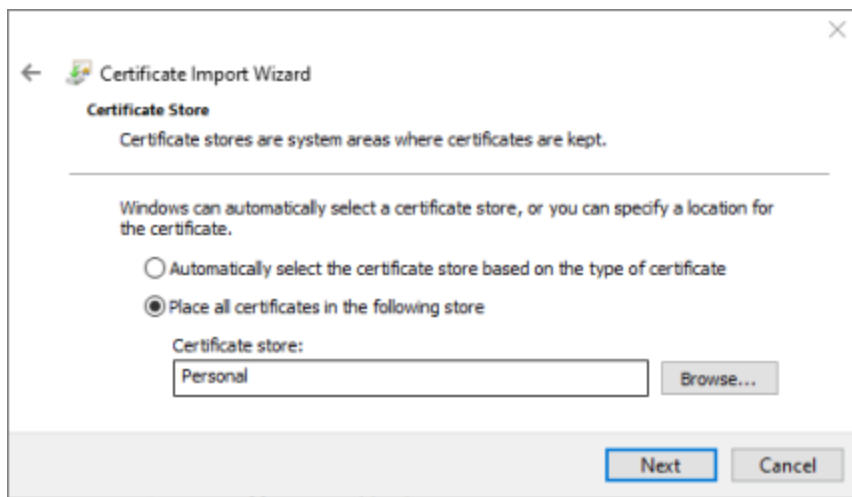 Certificate Import Wizard
Certificate Store
Certificate stores are system areas where certificates are kept.
Windows can automatically select a certificate store, or you can specify a location for
the certificate.
Automatically select the certificate store based on the type of certificate
Place all certificates in the following store
Certificate store:
Personal
Browse...
Next
Cancel